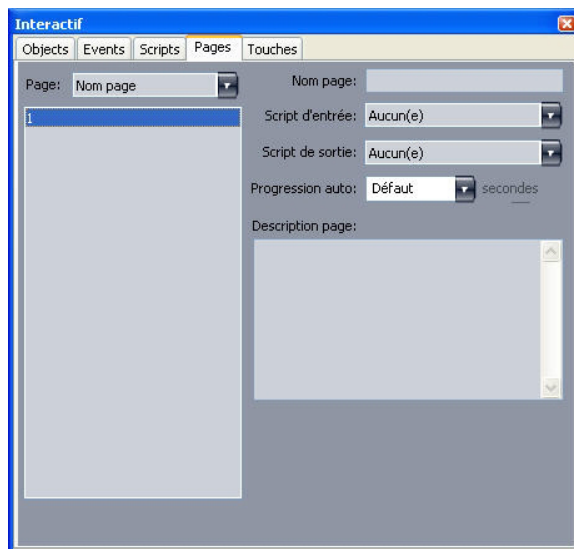 Interactif
Objects Events Scripts Pages Touches
Page: Nom page
1
Nom page:
Script d'entrée: Aucun(e)
Script de sortie: Aucun(e)
Progression auto: Défaut secondes
Description page: